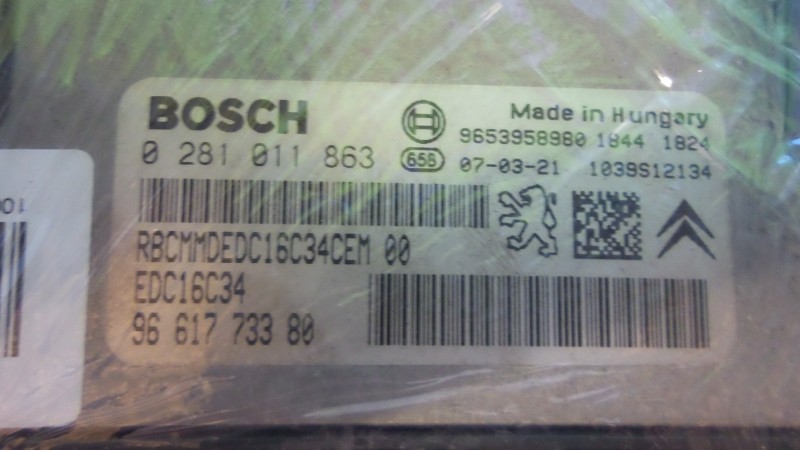 BOSCH
Made in Hungary
9653958980 1844 1824
0 281 011 863 656 07-03-21 1039S12134
RBCMMDEDC16C34CEM 00
EDC16C34
96 617 733 80